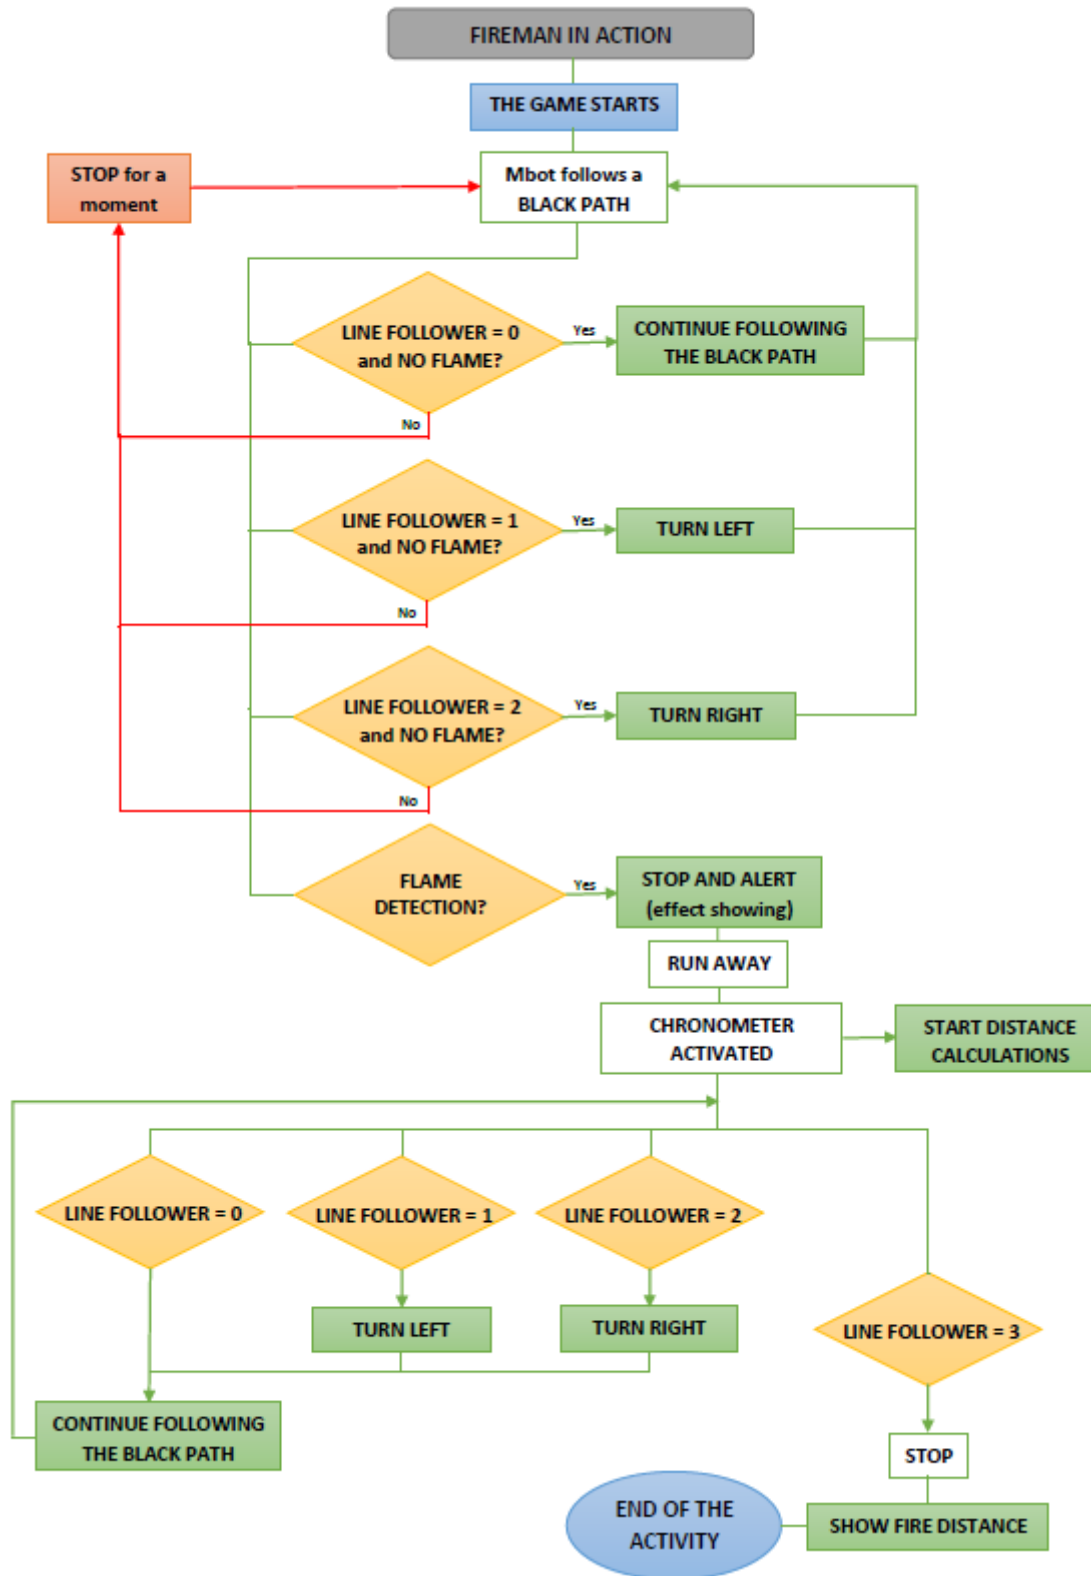 FIREMAN IN ACTION
THE GAME STARTS
STOP for a
moment
Mbot follows a
BLACK PATH
LINE FOLLOWER = 0
and NO FLAME?
Yes
CONTINUE FOLLOWING
THE BLACK PATH
No
LINE FOLLOWER = 1
and NO FLAME?
Yes
TURN LEFT
No
LINE FOLLOWER = 2
and NO FLAME?
Yes
TURN RIGHT
No
FLAME
DETECTION?
Yes
STOP AND ALERT
(effect showing)
RUN AWAY
CHRONOMETER
ACTIVATED
START DISTANCE
CALCULATIONS
LINE FOLLOWER = 0
LINE FOLLOWER = 1
LINE FOLLOWER = 2
TURN LEFT
TURN RIGHT
LINE FOLLOWER = 3
CONTINUE FOLLOWING
THE BLACK PATH
STOP
SHOW FIRE DISTANCE
END OF THE
ACTIVITY